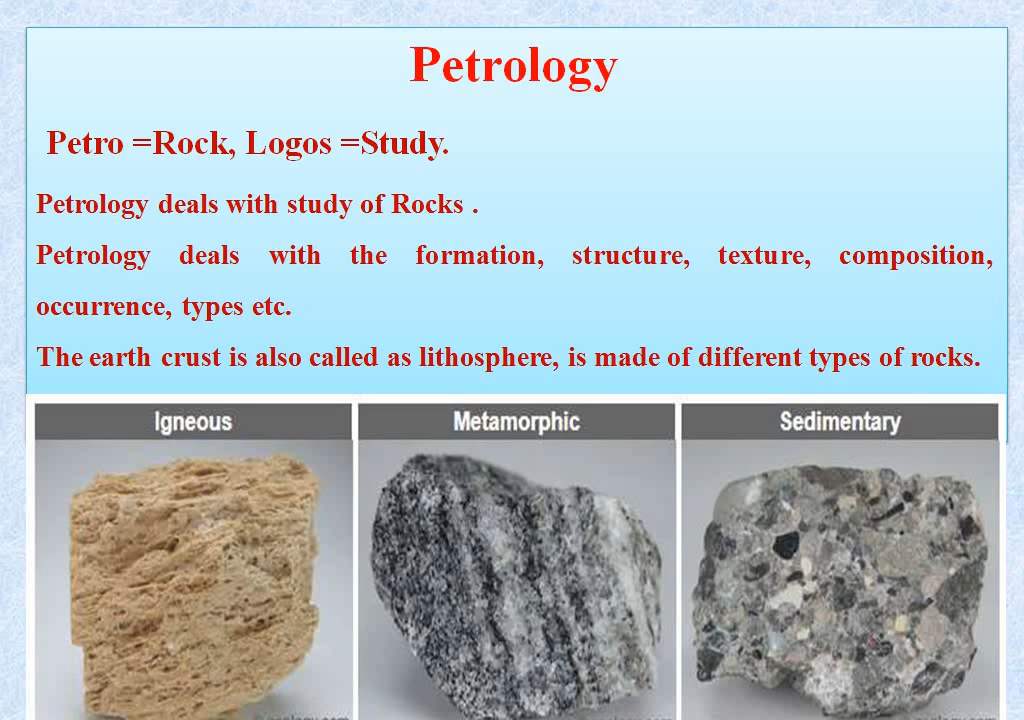 Petrology
Petro =Rock, Logos =Study.
Petrology deals with study of Rocks .
Petrology deals with the formation, structure, texture, composition,
occurrence, types etc.
The earth crust is also called as lithosphere, is made of different types of rocks.
Igneous
Metamorphic
Sedimentary